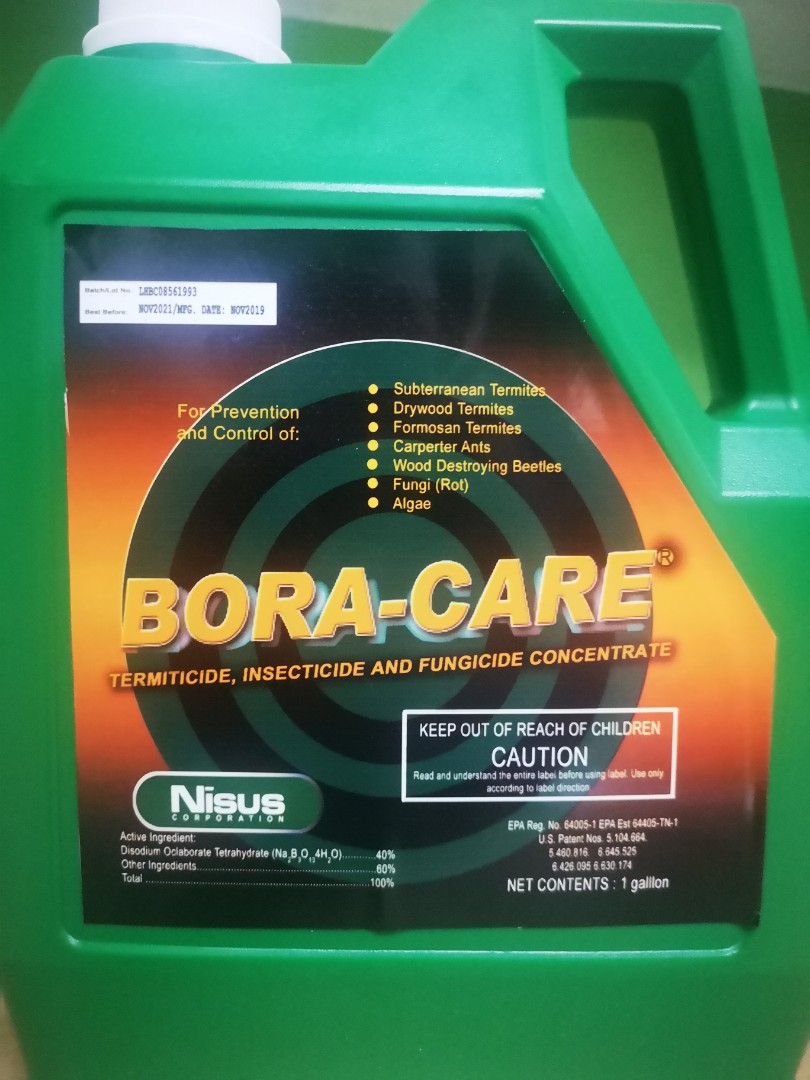 Batch/Lot No. LHBC08561993
Best Before: NOV2021/MFG. DATE: NOV2019
For Prevention
and Control of:
Subterranean Termites
Drywood Termites
Formosan Termites
Carperter Ants
Wood Destroying Beetles
Fungi (Rot)
Algae
BORA-CARE®
TERMITICIDE, INSECTICIDE AND FUNGICIDE CONCENTRATE
KEEP OUT OF REACH OF CHILDREN
CAUTION
Read and understand the entire label before using label. Use only
according to label direction
Nisus
CORPORATION
Active Ingredient:
Disodium Oclaborate Tetrahydrate (Na B O 4H O)..........40%
Other Ingredients..........60%
Total ..........100%
EPA Reg. No. 64005-1 EPA Est 64405-TN-1
U.S. Patent Nos. 5.104.664.
5.460.816. 6.645.525
6.426.095 6.630.174
NET CONTENTS : 1 galllon